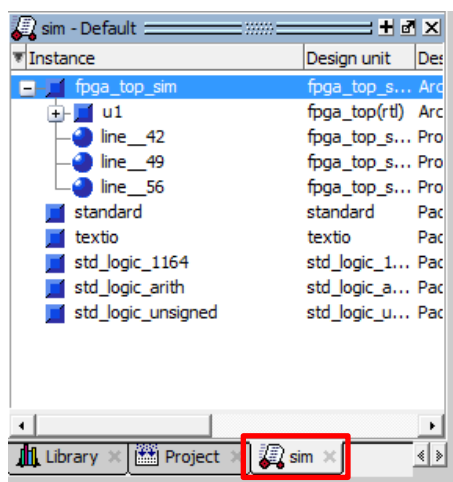 sim - Default
Instance Design unit Des
fpga_top_sim fpga_top_s... Arc
u1 fpga_top(rtl) Arc
line__42 fpga_top_s... Pro
line__49 fpga_top_s... Pro
line__56 fpga_top_s... Pro
standard standard Pac
textio textio Pac
std_logic_1164 std_logic_1... Pac
std_logic_arith std_logic_a... Pac
std_logic_unsigned std_logic_u... Pac
Library Project sim